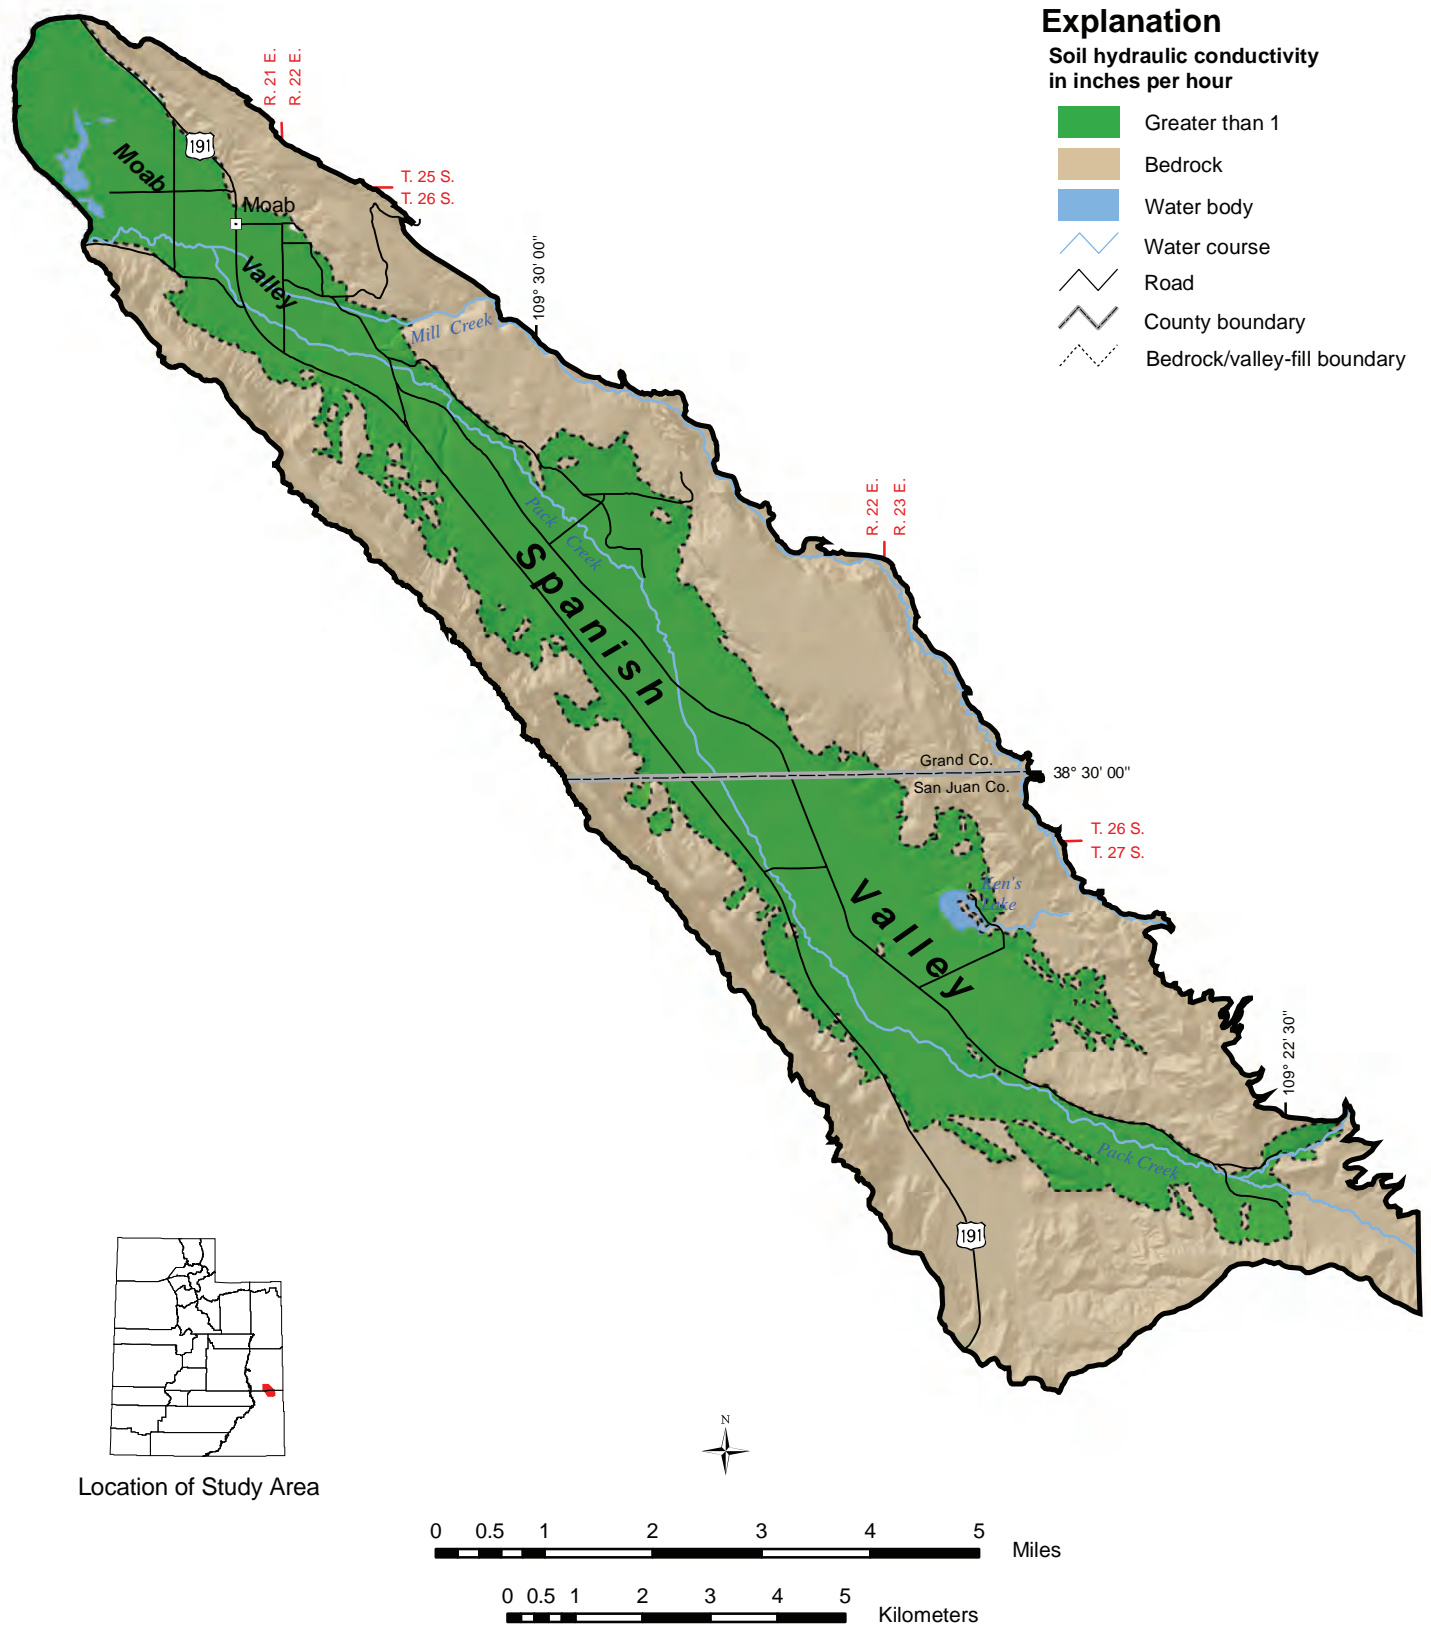 Explanation
Soil hydraulic conductivity
in inches per hour
Greater than 1
Bedrock
Water body
Water course
Road
County boundary
Bedrock/valley-fill boundary
R. 21 E.
R. 22 E.
191
Moab
T. 25 S.
T. 26 S.
Moab
Valley
109° 30' 00"
Mill Creek
R. 22 E.
R. 23 E.
Pack Creek
Spanish
Grand Co.
San Juan Co.
38° 30' 00"
T. 26 S.
T. 27 S.
Ken's
Lake
Valley
109° 22' 30"
Pack Creek
191
Location of Study Area
N
0 0.5 1 2 3 4 5 Miles
0 0.5 1 2 3 4 5 Kilometers